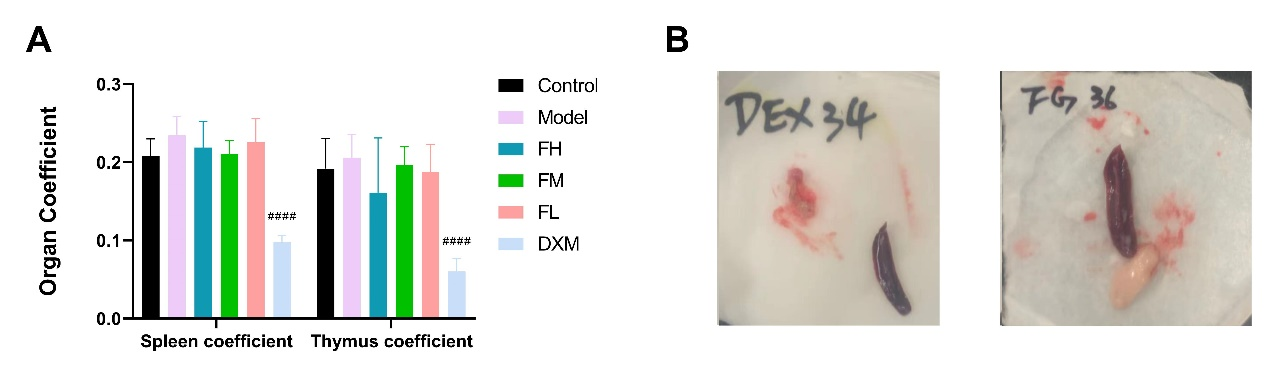 A
B
0.3
0.2
0.1
0.0
Organ Coefficient
####
####
Spleen coefficient
Thymus coefficient
Control
Model
FH
FM
FL
DXM
DEX 34
FG 36